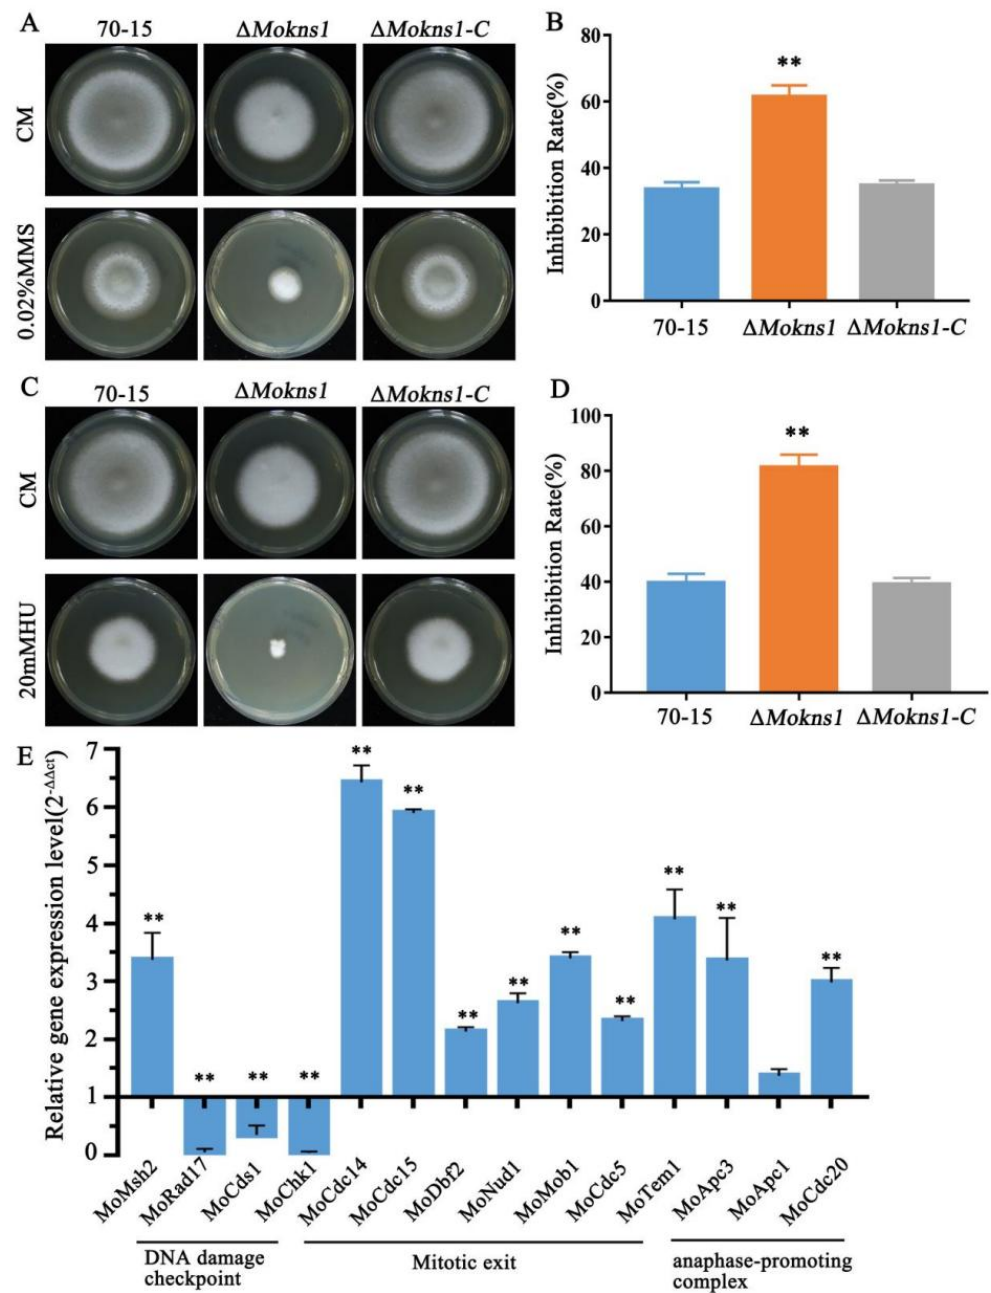 A
70-15
ΔMokns1
ΔMokns1-C
CM
0.02%MMS
B
Inhibibition Rate(%)
80
60
40
20
0
**
70-15
ΔMokns1
ΔMokns1-C
C
70-15
ΔMokns1
ΔMokns1-C
CM
20mMHU
D
Inhibibition Rate(%)
100
80
60
40
20
0
**
70-15
ΔMokns1
ΔMokns1-C
E
Relative gene expression level(2-ΔΔct)
7
6
5
4
3
2
1
0
**
**
**
**
**
**
**
**
**
**
**
**
**
MoMsh2
MoRad17
MoCds1
MoChk1
MoCdc14
MoCdc15
MoDbf2
MoNud1
MoMob1
MoCdc5
MoTem1
MoApc3
MoApc1
MoCdc20
DNA damage
checkpoint
Mitotic exit
anaphase-promoting
complex